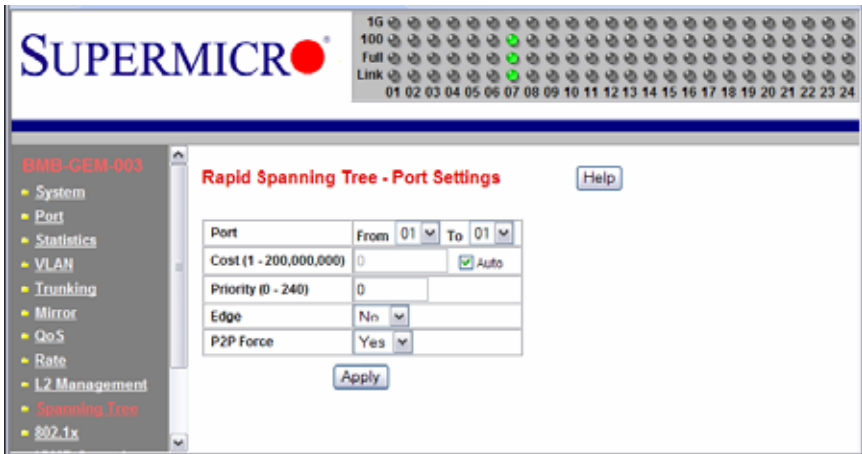 SUPERMICRO
1G
100
Full
Link
01 02 03 04 05 06 07 08 09 10 11 12 13 14 15 16 17 18 19 20 21 22 23 24
BMB-GEM-003
System
Port
Statistics
VLAN
Trunking
Mirror
QoS
Rate
L2 Management
Spanning Tree
802.1x
Rapid Spanning Tree - Port Settings
Help
Port From 01 To 01
Cost (1 - 200,000,000) 0 Auto
Priority (0 - 240) 0
Edge No
P2P Force Yes
Apply